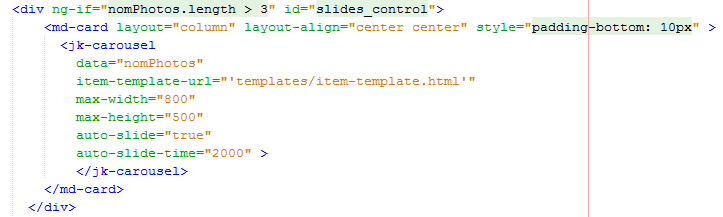 <div ng-if="nomPhotos.length > 3" id="slides_control">
<md-card layout="column" layout-align="center center" style="padding-bottom: 10px" >
<jk-carousel
data="nomPhotos"
item-template-url="'templates/item-template.html'"
max-width="800"
max-height="500"
auto-slide="true"
auto-slide-time="2000" >
</jk-carousel>
</md-card>
</div>